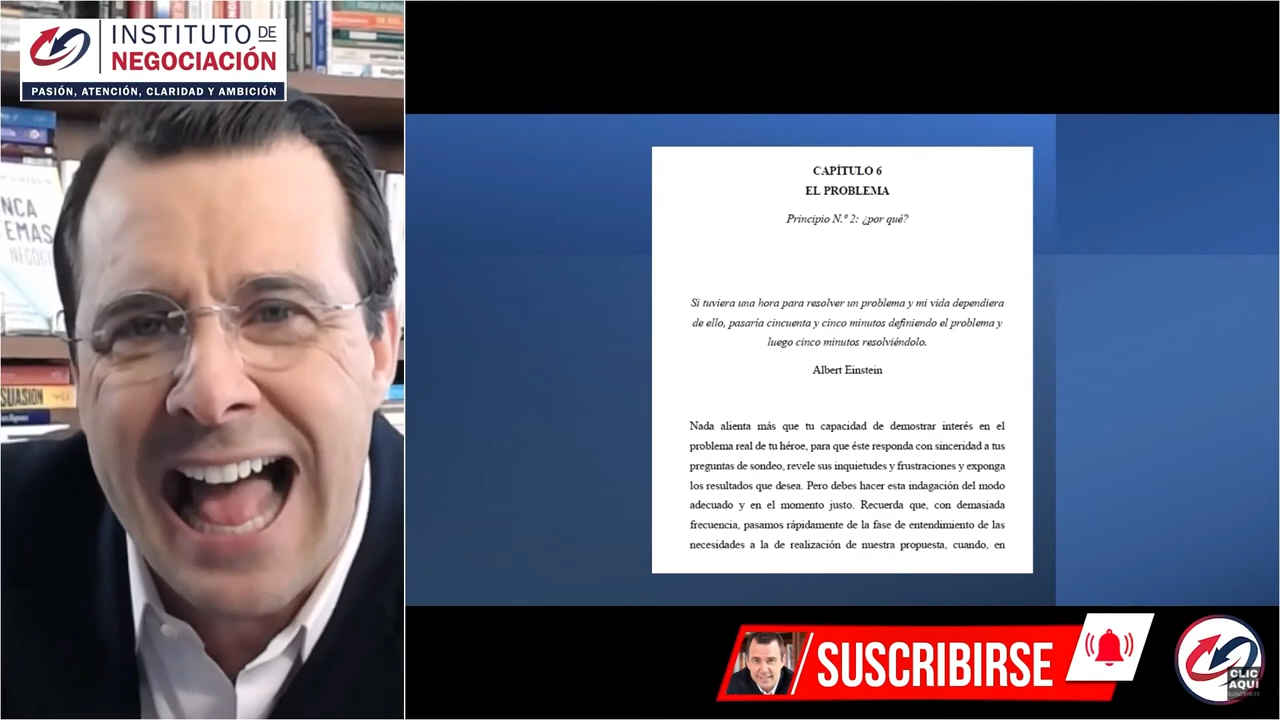 INSTITUTO DE
NEGOCIACIÓN
PASIÓN, ATENCIÓN, CLARIDAD Y AMBICIÓN
NCA
EMAS
NEGOCI
SUASION
CAPÍTULO 6
EL PROBLEMA
Principio N.º 2: ¿por qué?
Si tuviera una hora para resolver un problema y mi vida dependiera
de ello, pasaría cincuenta y cinco minutos definiendo el problema y
luego cinco minutos resolviéndolo.
Albert Einstein
Nada alienta más que tu capacidad de demostrar interés en el
problema real de tu héroe, para que éste responda con sinceridad a tus
preguntas de sondeo, revele sus inquietudes y frustraciones y exponga
los resultados que desea. Pero debes hacer esta indagación del modo
adecuado y en el momento justo. Recuerda que, con demasiada
frecuencia, pasamos rápidamente de la fase de entendimiento de las
necesidades a la de realización de nuestra propuesta, cuando, en
SUSCRIBIRSE
CLIC
AQUÍ